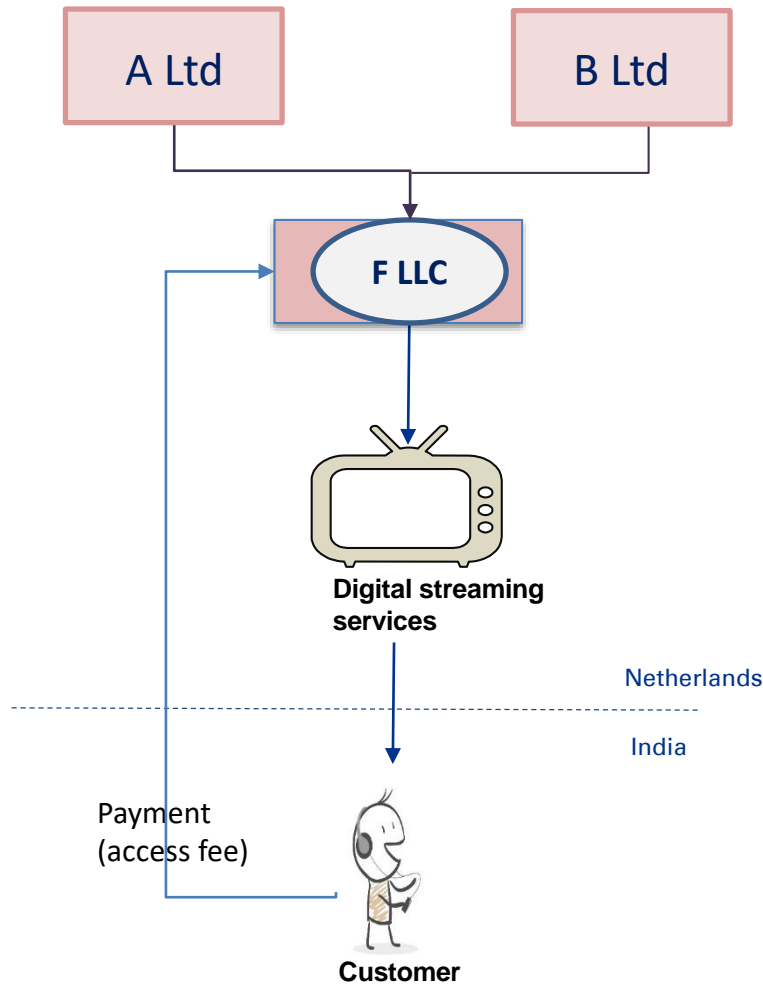 A Ltd
B Ltd
F LLC
Digital streaming
services
Netherlands
India
Payment
(access fee)
Customer